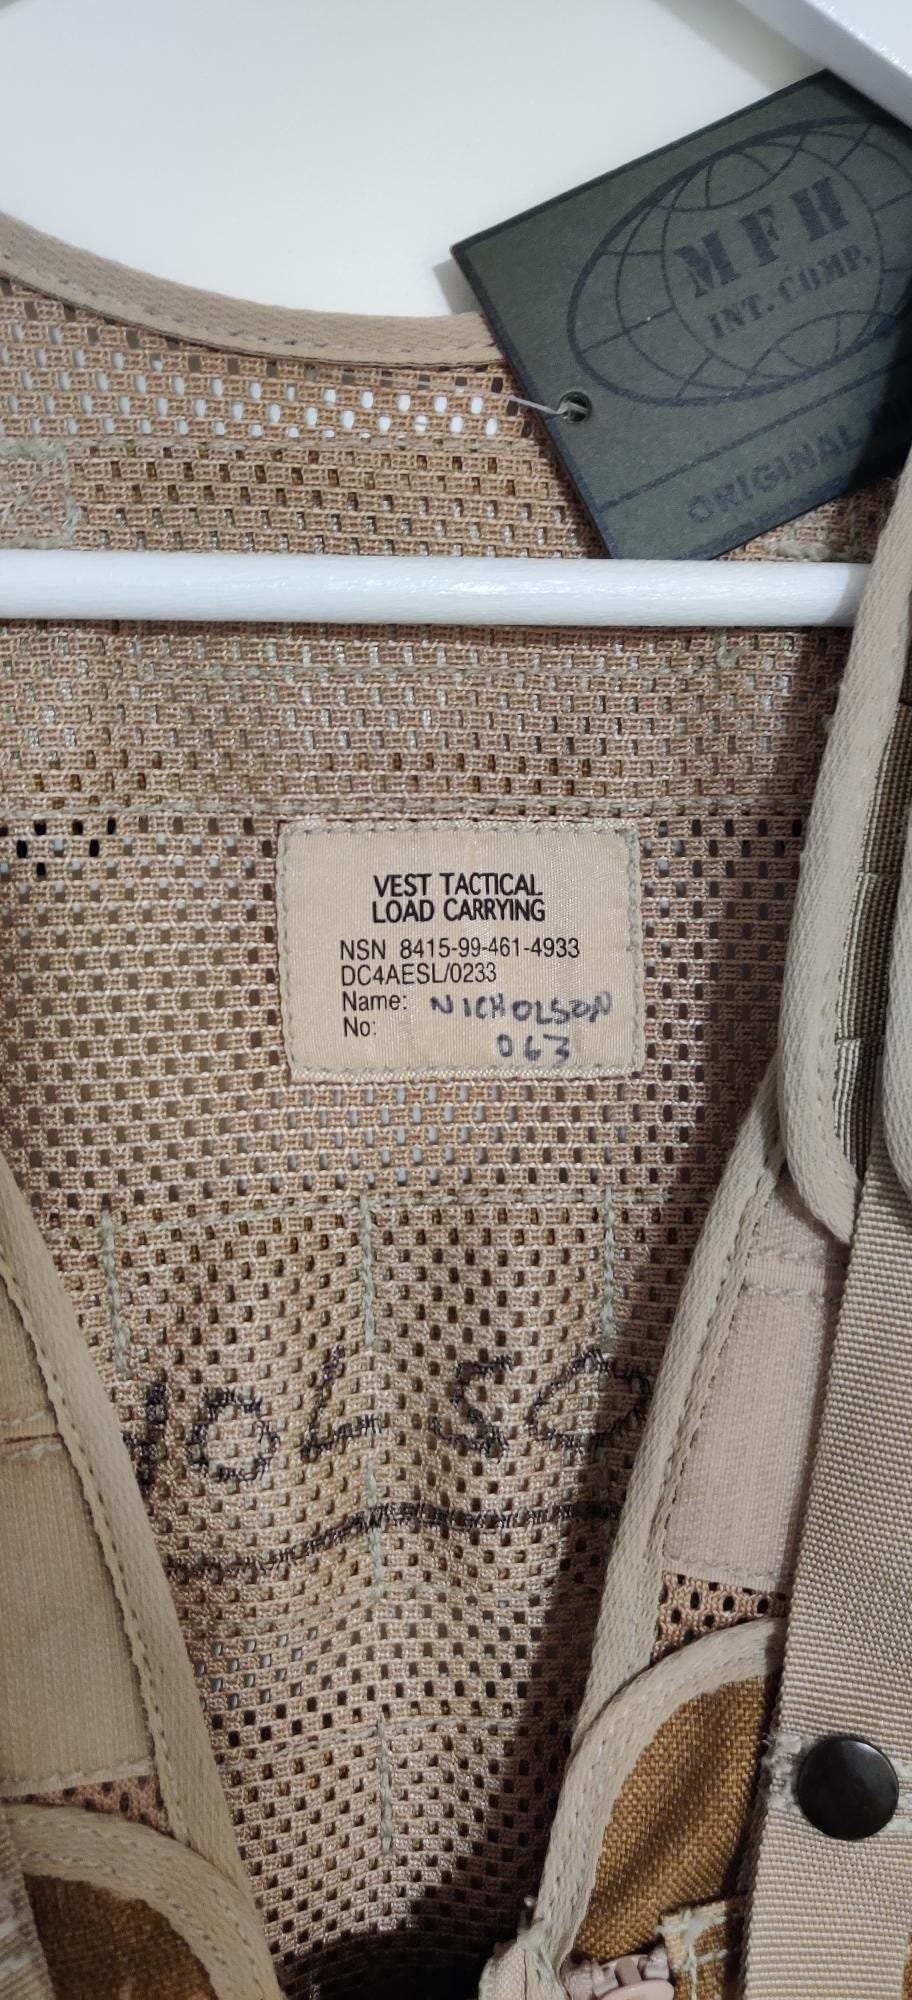 MFH
INT. COMP.
ORIGINAL
VEST TACTICAL
LOAD CARRYING
NSN 8415-99-461-4933
DC4AESL/0233
Name: NICHOLSON
No: 063